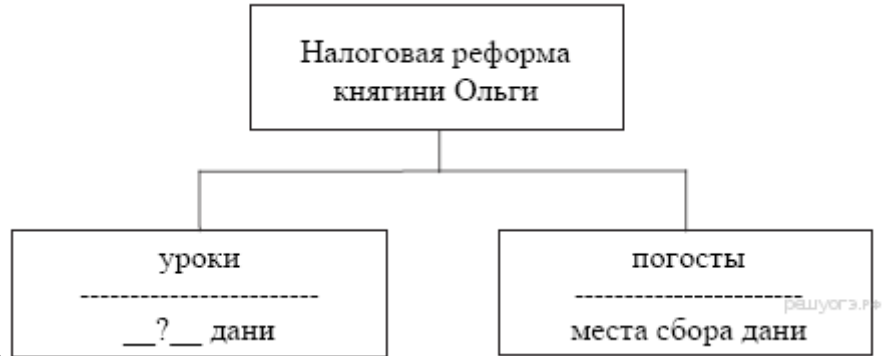 Налоговая реформа
княгини Ольги
уроки
------------------------
__?__ дани
погосты
-----------------------
решуогэ.рф
места сбора дани